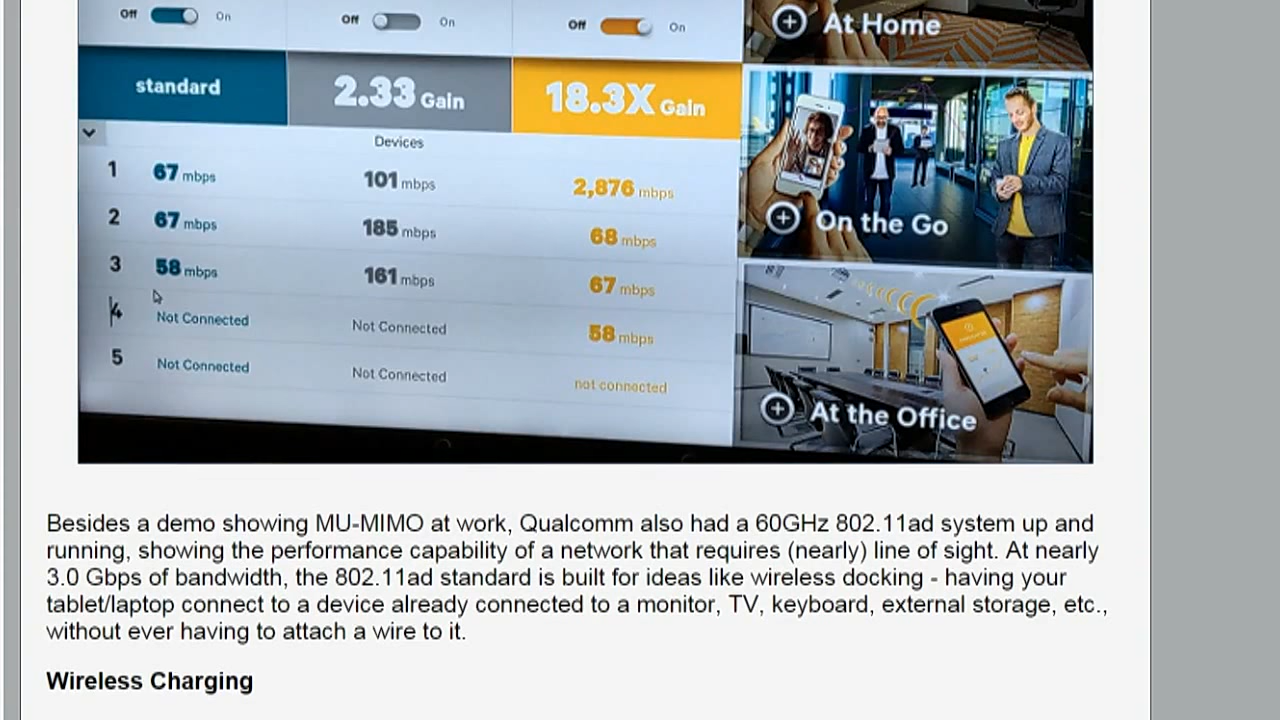 Off On Off On Off On
At Home
standard 2.33 Gain 18.3X Gain
Devices
1 67 mbps 101 mbps 2,876 mbps
2 67 mbps 185 mbps 68 mbps
On the Go
3 58 mbps 161 mbps 67 mbps
4 Not Connected Not Connected 58 mbps
5 Not Connected Not Connected not connected
At the Office
Besides a demo showing MU-MIMO at work, Qualcomm also had a 60GHz 802.11ad system up and
running, showing the performance capability of a network that requires (nearly) line of sight. At nearly
3.0 Gbps of bandwidth, the 802.11ad standard is built for ideas like wireless docking - having your
tablet/laptop connect to a device already connected to a monitor, TV, keyboard, external storage, etc.,
without ever having to attach a wire to it.
Wireless Charging